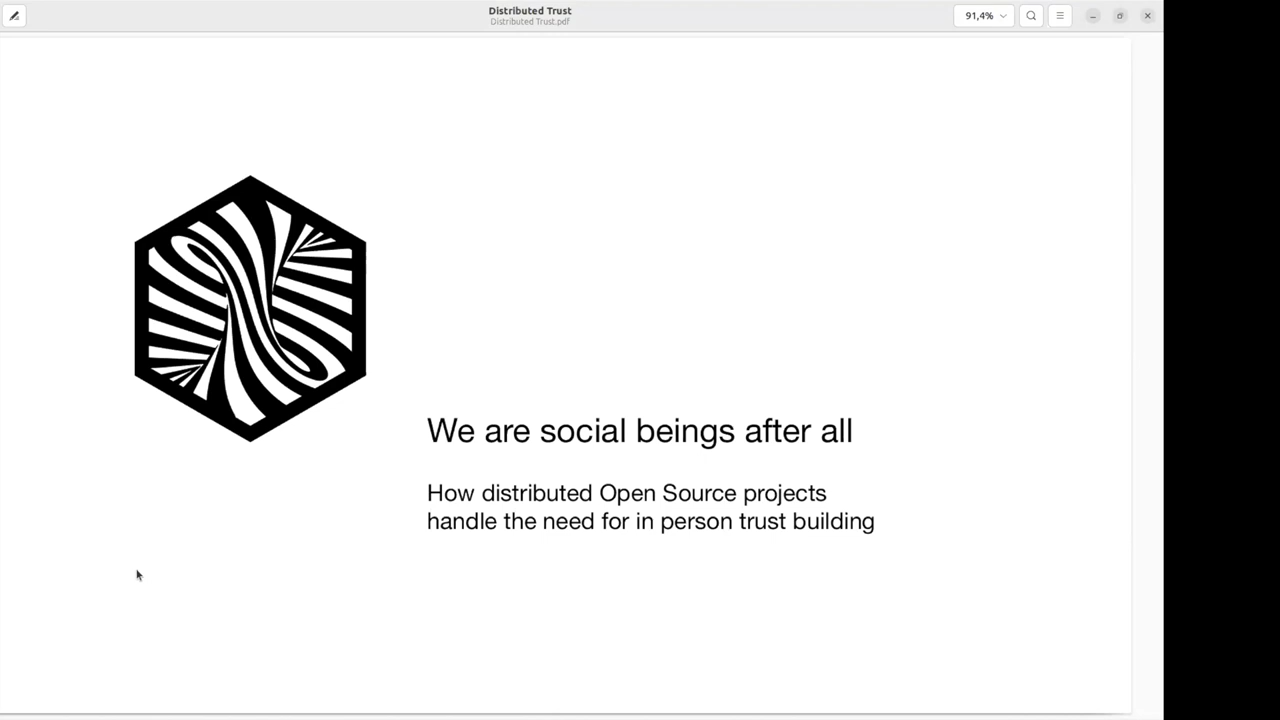 Distributed Trust
Distributed Trust.pdf
91,4%
We are social beings after all
How distributed Open Source projects
handle the need for in person trust building